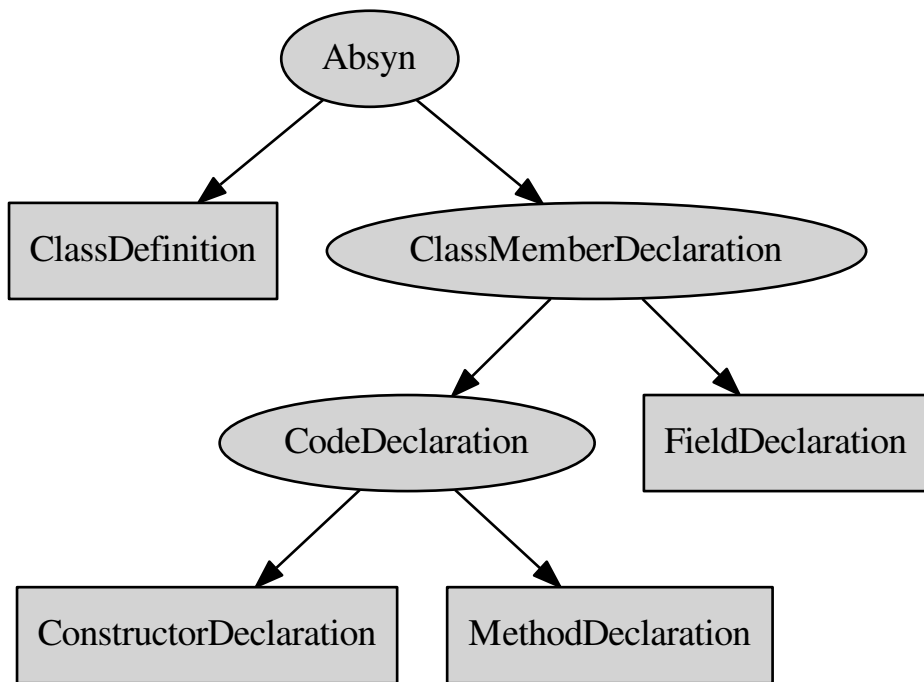 Absyn
ClassDefinition
ClassMemberDeclaration
CodeDeclaration
FieldDeclaration
ConstructorDeclaration
MethodDeclaration